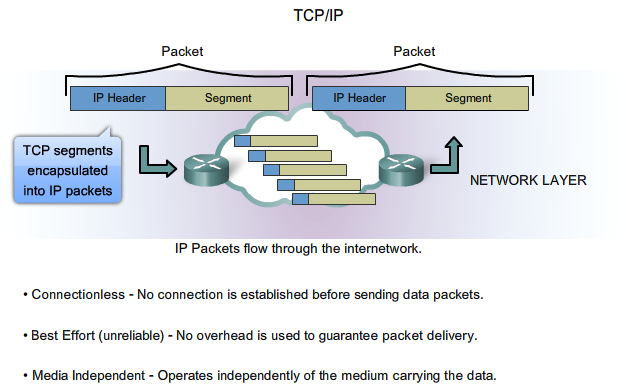 TCP/IP
Packet
Packet
IP Header
Segment
IP Header
Segment
TCP segments
encapsulated
into IP packets
NETWORK LAYER
IP Packets flow through the internetwork.
• Connectionless - No connection is established before sending data packets.
• Best Effort (unreliable) - No overhead is used to guarantee packet delivery.
• Media Independent - Operates independently of the medium carrying the data.